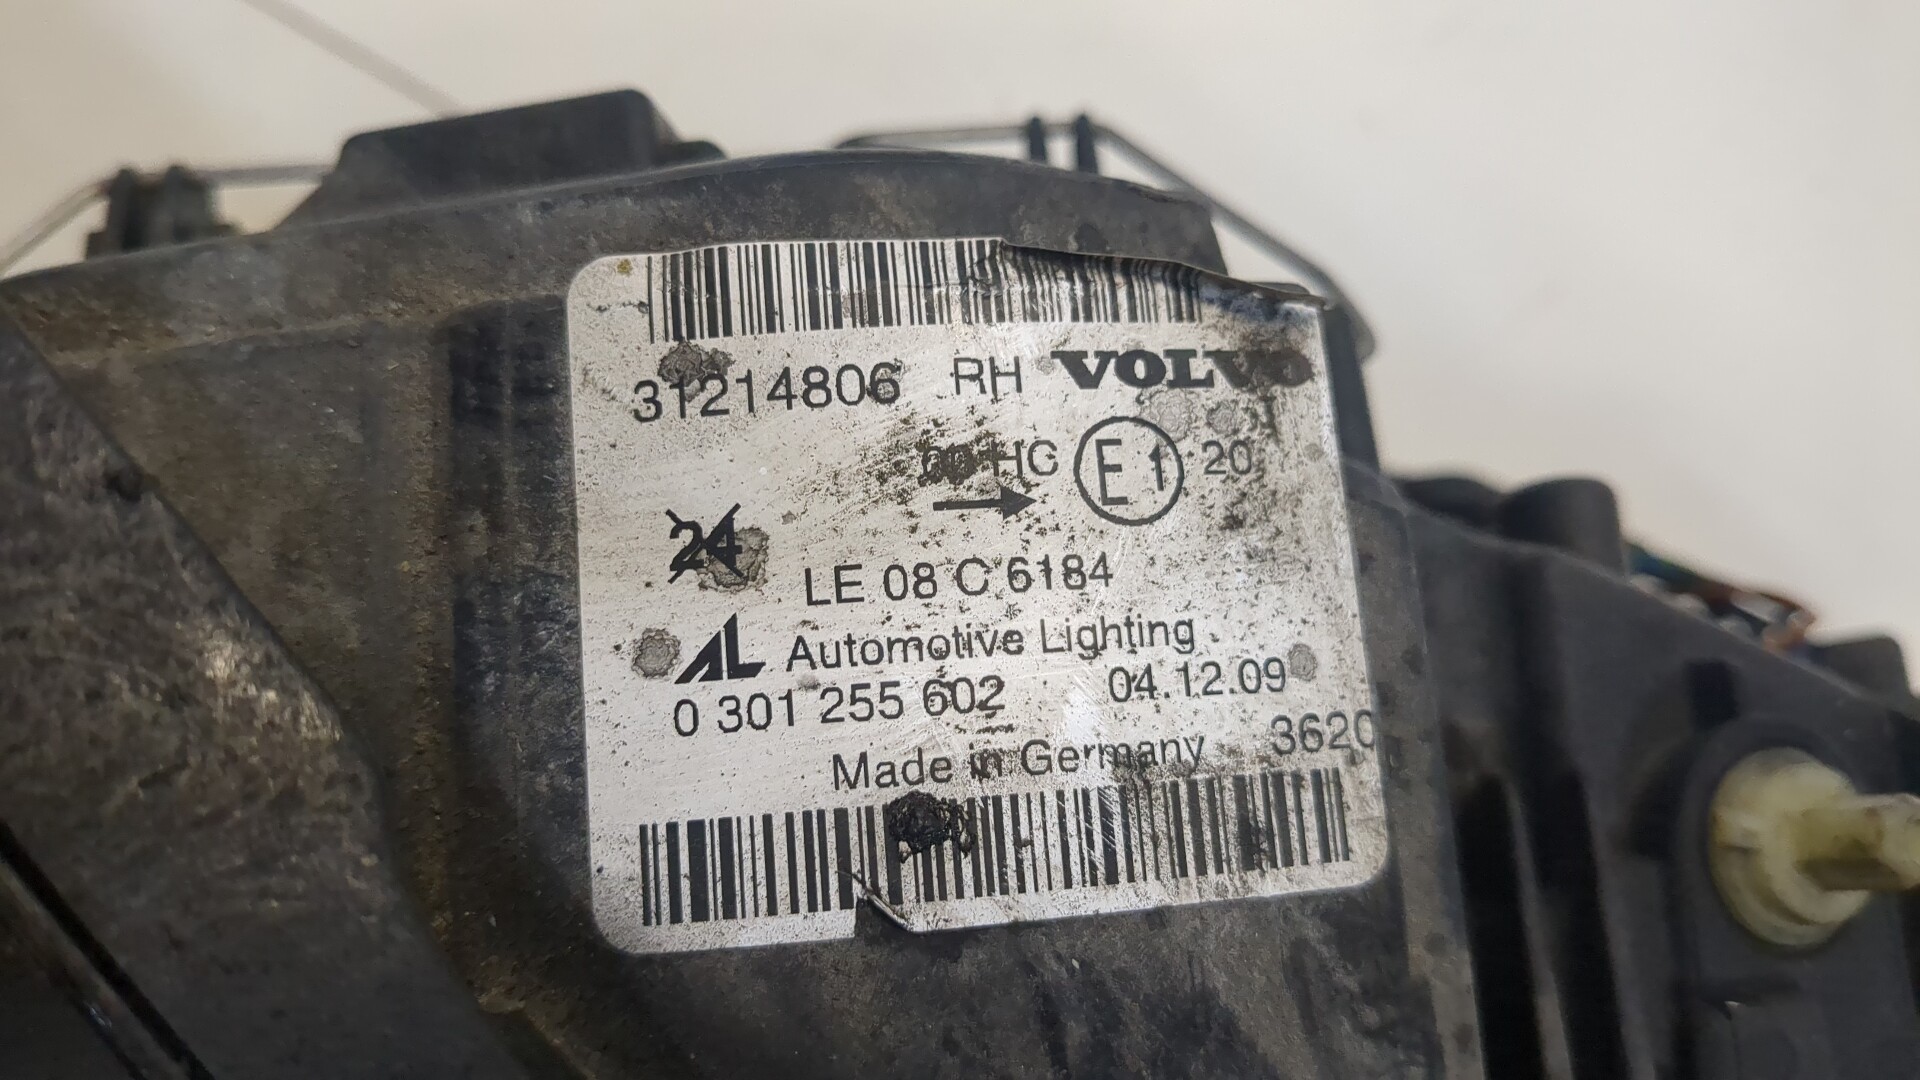 31214806 RH VOLVO
HC E1 20
24
LE 08 C 6184
AL Automotive Lighting
0 301 255 602 04.12.09
Made in Germany 3620